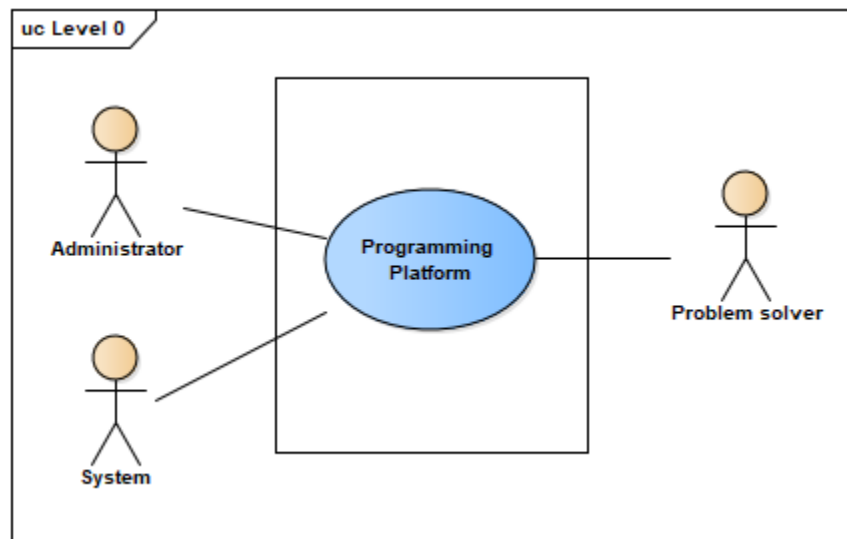 uc Level 0
Administrator
Programming
Platform
Problem solver
System